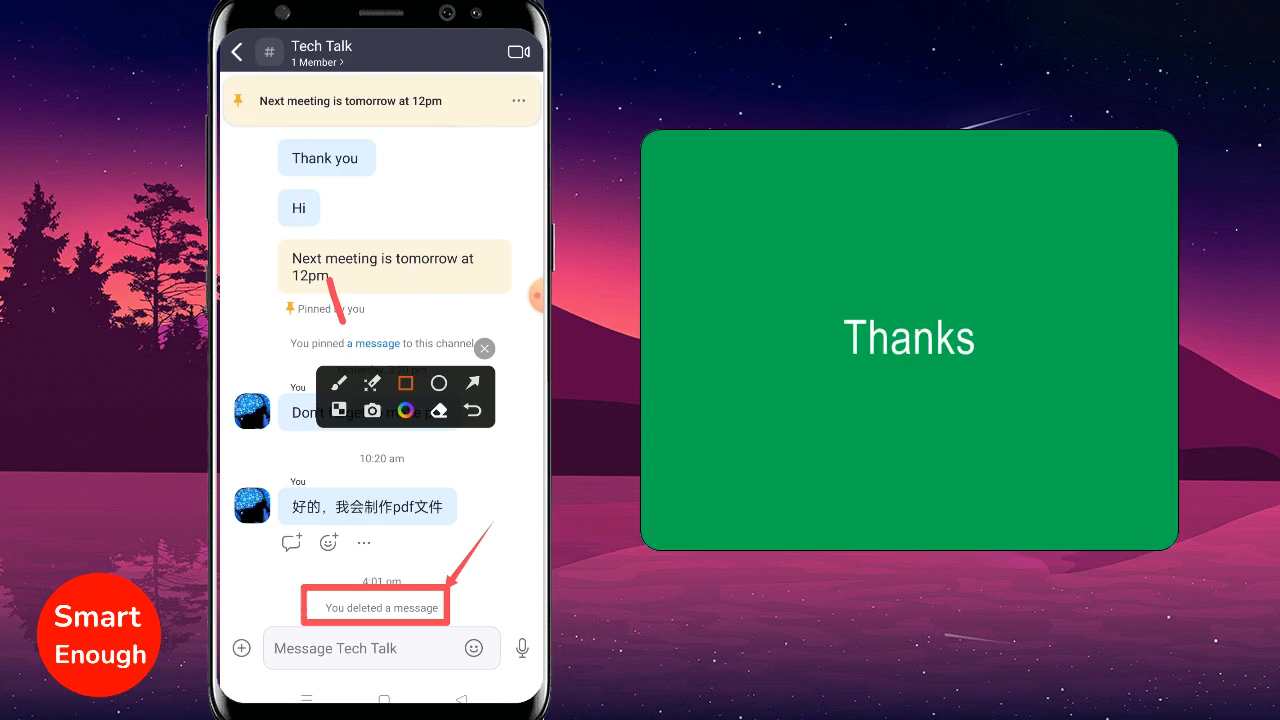 Tech Talk
1 Member >
Next meeting is tomorrow at 12pm
Thank you
Hi
Next meeting is tomorrow at
12pm
Pinned by you
You pinned a message to this channel
You
10:20 am
You
好的，我会制作pdf文件
4:01 pm
You deleted a message
Message Tech Talk
Thanks
Smart
Enough